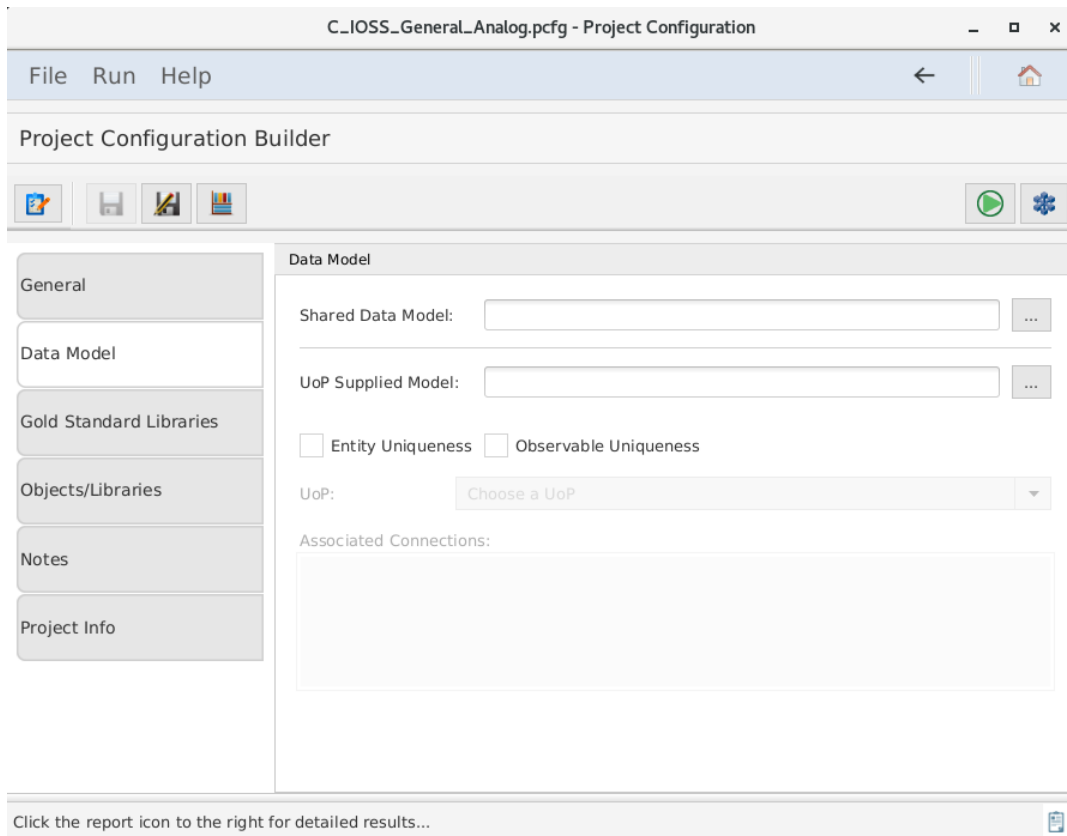 C_IOSS_General_Analog.pcfg - Project Configuration
File Run Help
Project Configuration Builder
General
Data Model
Gold Standard Libraries
Objects/Libraries
Notes
Project Info
Data Model
Shared Data Model:
...
UoP Supplied Model:
...
Entity Uniqueness Observable Uniqueness
UoP: Choose a UoP
Associated Connections:
Click the report icon to the right for detailed results...